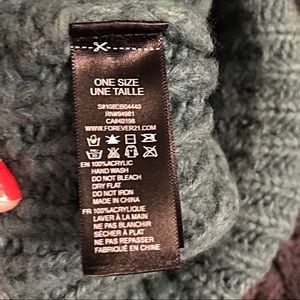 ONE SIZE
UNE TAILLE
S#108DB04440
RN#94981
CA#40198
WWW.FOREVER21.COM
EN 100%ACRYLIC
HAND WASH
DO NOT BLEACH
DRY FLAT
DO NOT IRON
MADE IN CHINA
FR 100%ACRYLIQUE
LAVER À LA MAIN
NE PAS BLANCHIR
SÉCHER À PLAT
NE PAS REPASSER
FABRIQUÉ EN CHINE